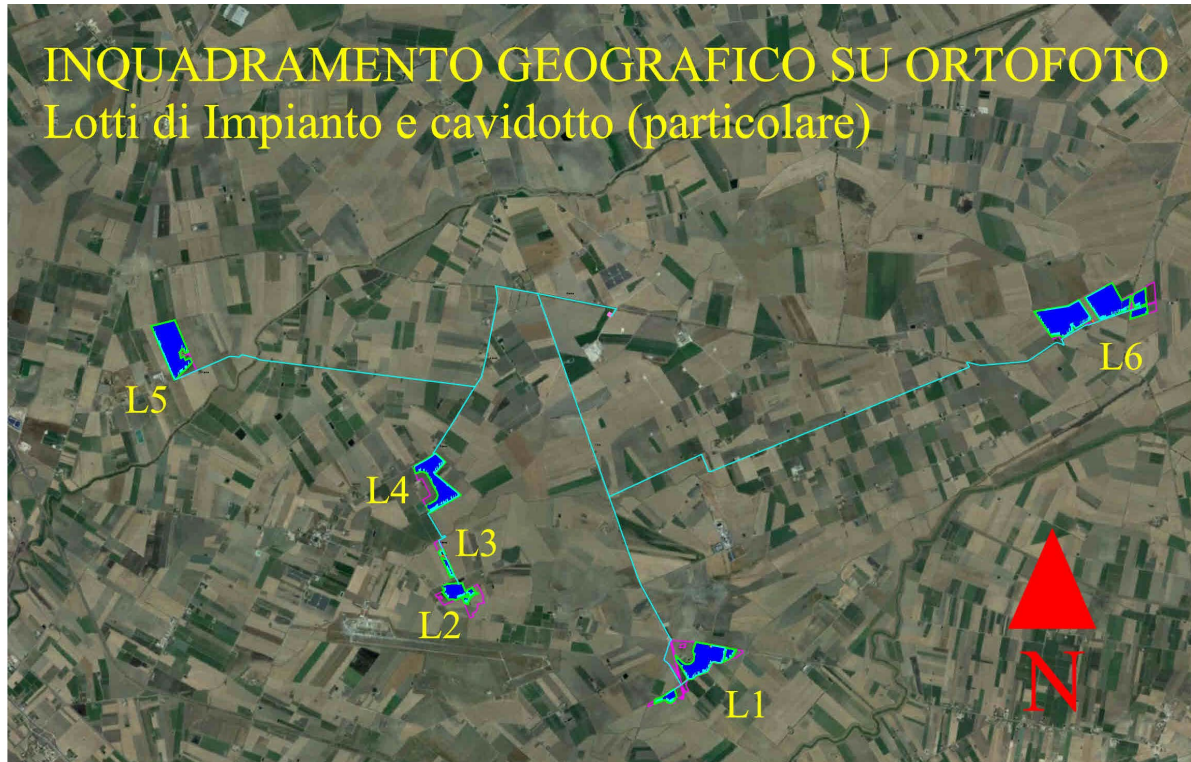 INQUADRAMENTO GEOGRAFICO SU ORTOFOTO
Lotti di Impianto e cavidotto (particolare)
L6
L5
L4
L3
L2
L1
N